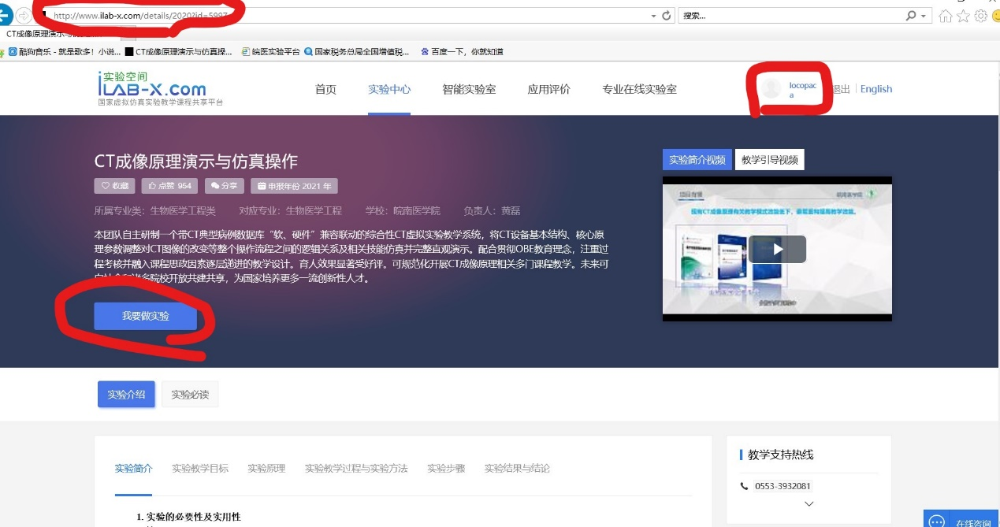 http://www.ilab-x.com/details/2020?id=5997
搜索...
CT成像原理演示与
酷狗音乐 - 就是歌多！小说...
CT成像原理演示与仿真操...
皖医实验平台
国家税务总局全国增值税...
百度一下，你就知道
实验空间
iLAB-X.com
国家虚拟仿真实验教学课程共享平台
首页
实验中心
智能实验室
应用评价
专业在线实验室
locopac
a
退出
English
CT成像原理演示与仿真操作
收藏
点赞 954
分享
申报年份 2021 年
所属专业类：生物医学工程类
对应专业：生物医学工程
学校：皖南医学院
负责人：黄磊
本团队自主研制一个带CT典型病例数据库“软、硬件”兼容联动的综合性CT虚拟实验教学系统，将CT设备基本结构、核心原
理参数调整对CT图像的改变等整个操作流程之间的逻辑关系及相关技能仿真并完整直观演示。配合贯彻OBE教育理念，注重过
程考核并融入课程思政因素逐层递进的教学设计。育人效果显著受好评。可规范化开展CT成像原理相关多门课程教学。未来可
向社会和诸多院校开放共建共享，为国家培养更多一流创新性人才。
我要做实验
实验简介视频
教学引导视频
实验介绍
实验必读
实验简介
实验教学目标
实验原理
实验教学过程与实验方法
实验步骤
实验结果与结论
1. 实验的必要性及实用性
教学支持热线
0553-3932081
在线咨询